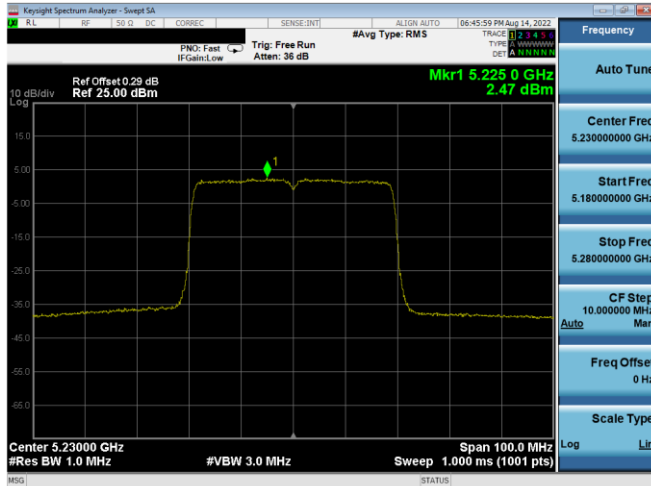 Keysight Spectrum Analyzer - Swept SA
RL RF 50 Ω DC CORREC SENSE:INT ALIGN AUTO 06:45:59 PM Aug 14, 2022
Frequency
#Avg Type: RMS
TRACE 1 2 3 4 5 6
PNO: Fast Trig: Free Run
TYPE A WWWWW
IFGain:Low Atten: 36 dB
DET A N N N N N
Auto Tune
Mkr1 5.225 0 GHz
2.47 dBm
Ref Offset 0.29 dB
10 dB/div Ref 25.00 dBm
Log
15.0
5.00
1
-5.00
-15.0
-25.0
-35.0
-45.0
-55.0
-65.0
Center Freq
5.230000000 GHz
Start Freq
5.180000000 GHz
Stop Freq
5.280000000 GHz
CF Step
10.000000 MHz
Auto Man
Freq Offset
0 Hz
Scale Type
Log Lin
Center 5.23000 GHz Span 100.0 MHz
#Res BW 1.0 MHz #VBW 3.0 MHz Sweep 1.000 ms (1001 pts)
MSG STATUS